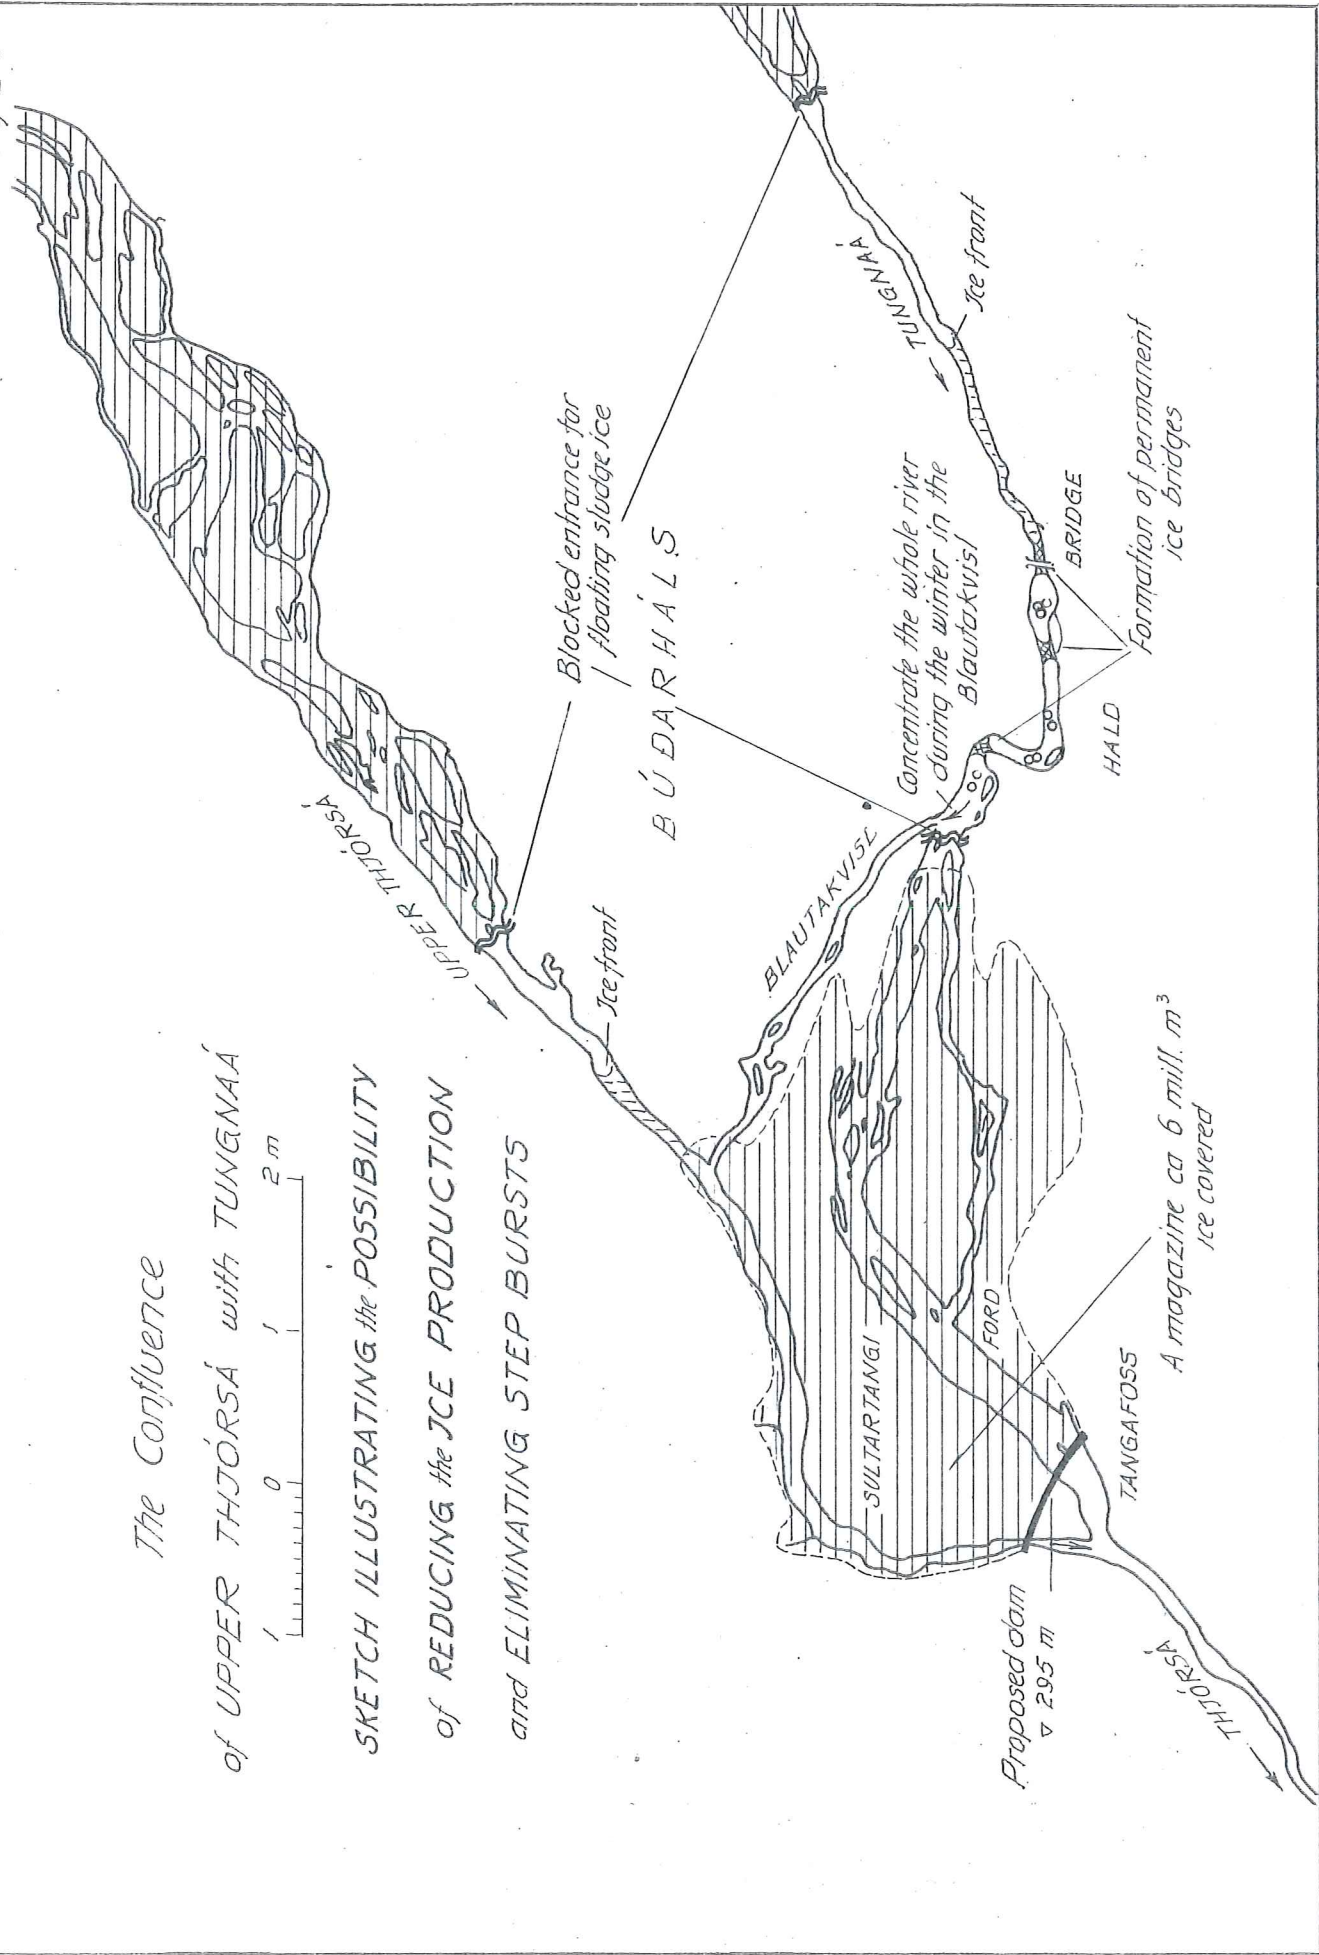 The Confluence
of UPPER THJÓRSÁ with TUNGNAÁ
1 0 1 2 m
SKETCH ILLUSTRATING the POSSIBILITY
of REDUCING the ICE PRODUCTION
and ELIMINATING STEP BURSTS
UPPER THJÓRSÁ
Ice front
Blocked entrance for
floating sludge ice
BÚDARHÁLS
TUNGNAÁ
Ice front
Concentrate the whole river
during the winter in the
Blautakvisl
BLAUTAKVISL
BRIDGE
HALD
Formation of permanent
ice bridges
SULTARTANGI
FORD
TANGAFOSS
A magazine ca 6 mill. m³
ice covered
Proposed dam
▽ 295 m
THJÓRSÁ